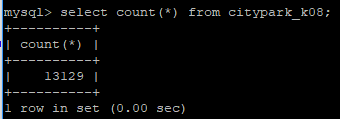 mysql> select count(*) from citypark_k08;
+----------+
| count(*) |
+----------+
|    13129 |
+----------+
1 row in set (0.00 sec)